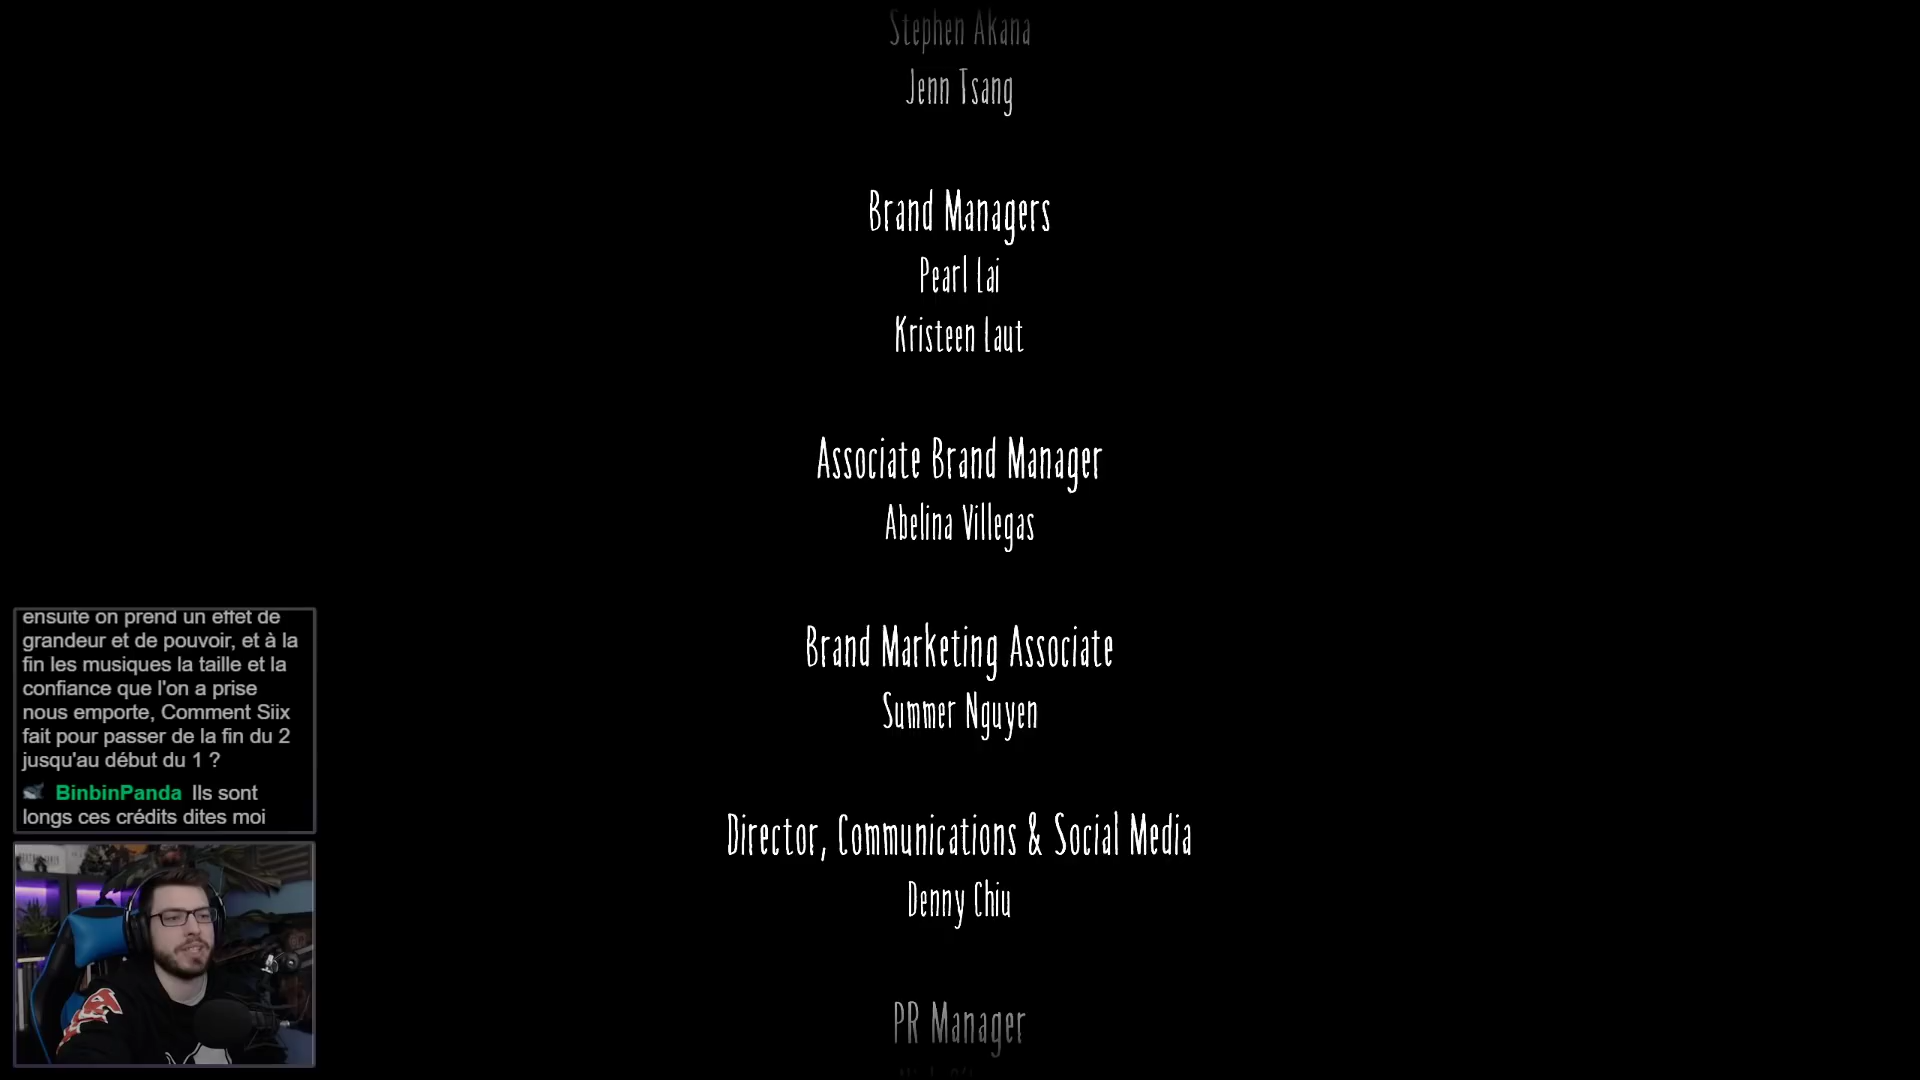 Stephen Akana
Jenn Tsang
Brand Managers
Pearl Lai
Kristeen Laut
Associate Brand Manager
Abelina Villegas
Brand Marketing Associate
Summer Nguyen
Director, Communications & Social Media
Denny Chiu
PR Manager
ensuite on prend un effet de
grandeur et de pouvoir, et à la
fin les musiques la taille et la
confiance que l'on a prise
nous emporte, Comment Siix
fait pour passer de la fin du 2
jusqu'au début du 1 ?
BinbinPanda Ils sont
longs ces crédits dites moi